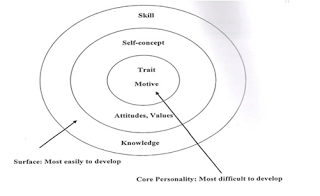 Skill
Self-concept
Trait
Motive
Attitudes, Values
Knowledge
Surface: Most easily to develop
Core Personality: Most difficult to develop